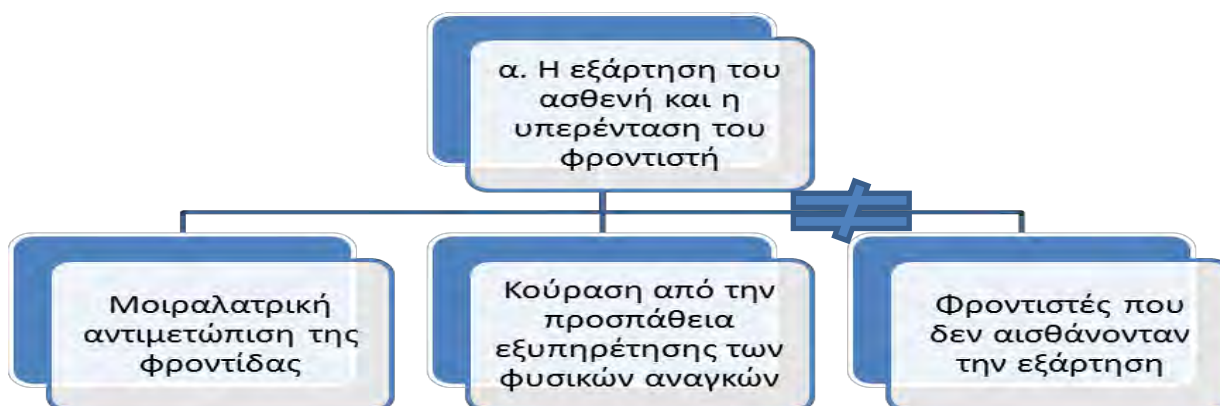 α. Η εξάρτηση του
ασθενή και η
υπερένταση του
φροντιστή
Μοιραλατρική
αντιμετώπιση της
φροντίδας
Κούραση από την
προσπάθεια
εξυπηρέτησης των
φυσικών αναγκών
Φροντιστές που
δεν αισθάνονταν
την εξάρτηση